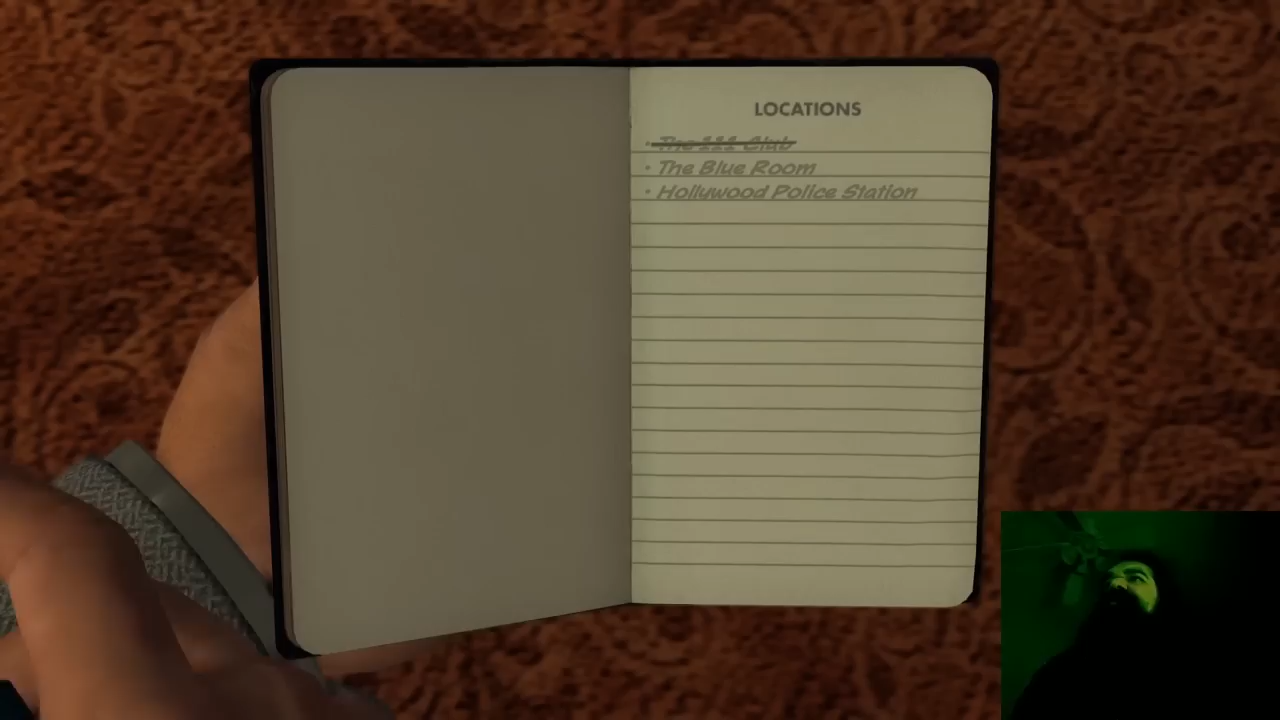 LOCATIONS
• The 111 Club
• The Blue Room
• Hollywood Police Station